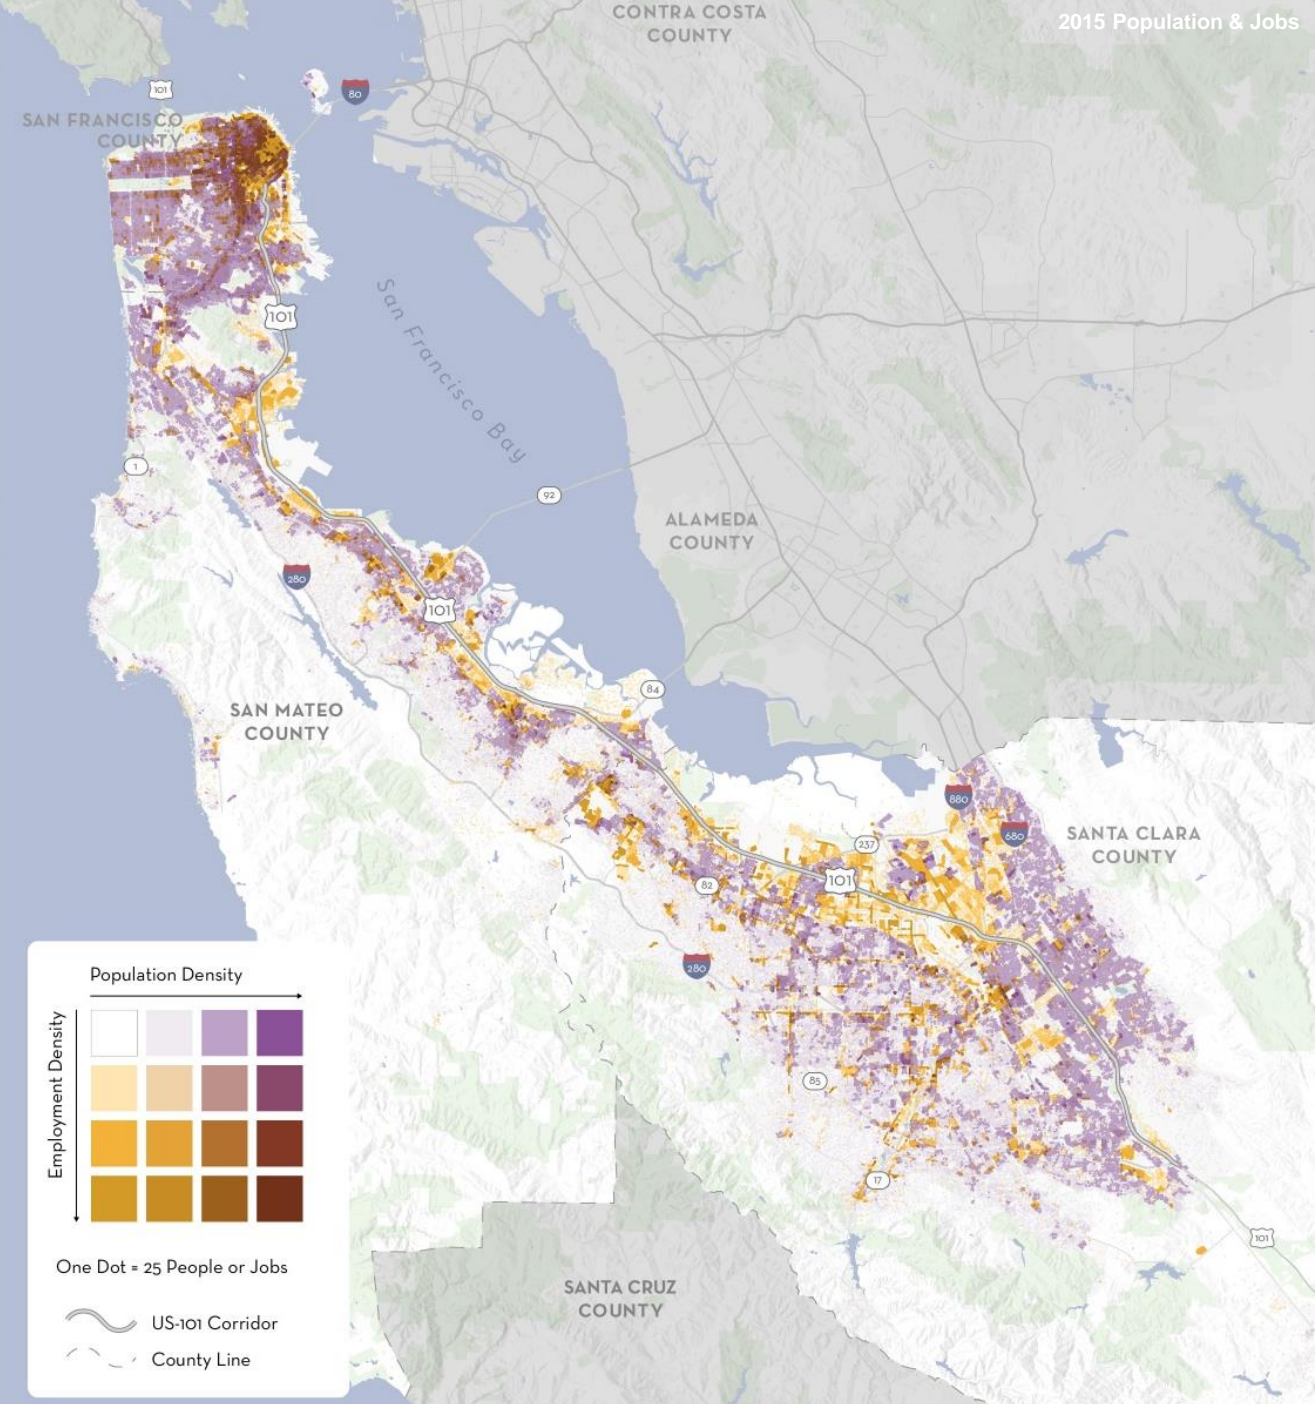 CONTRA COSTA
COUNTY
2015 Population & Jobs
101
80
SAN FRANCISCO
COUNTY
101
San Francisco Bay
1
92
ALAMEDA
COUNTY
280
101
84
SAN MATEO
COUNTY
880
680
SANTA CLARA
COUNTY
237
101
82
280
85
17
101
SANTA CRUZ
COUNTY
Population Density
Employment Density
One Dot = 25 People or Jobs
US-101 Corridor
County Line